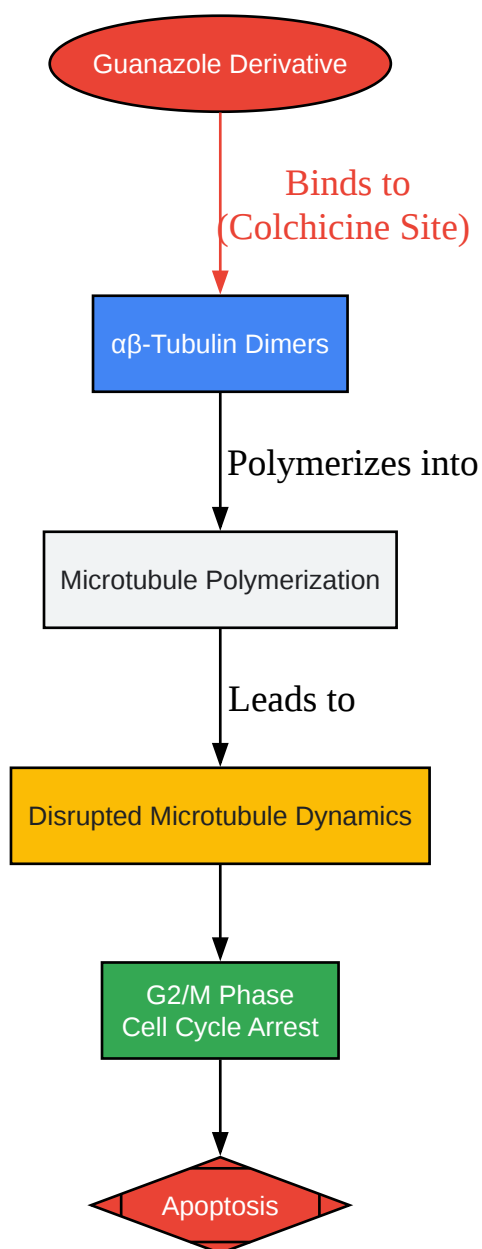 Guanazole Derivative
Binds to
(Colchicine Site)
αβ-Tubulin Dimers
Polymerizes into
Microtubule Polymerization
Leads to
Disrupted Microtubule Dynamics
G2/M Phase
Cell Cycle Arrest
Apoptosis